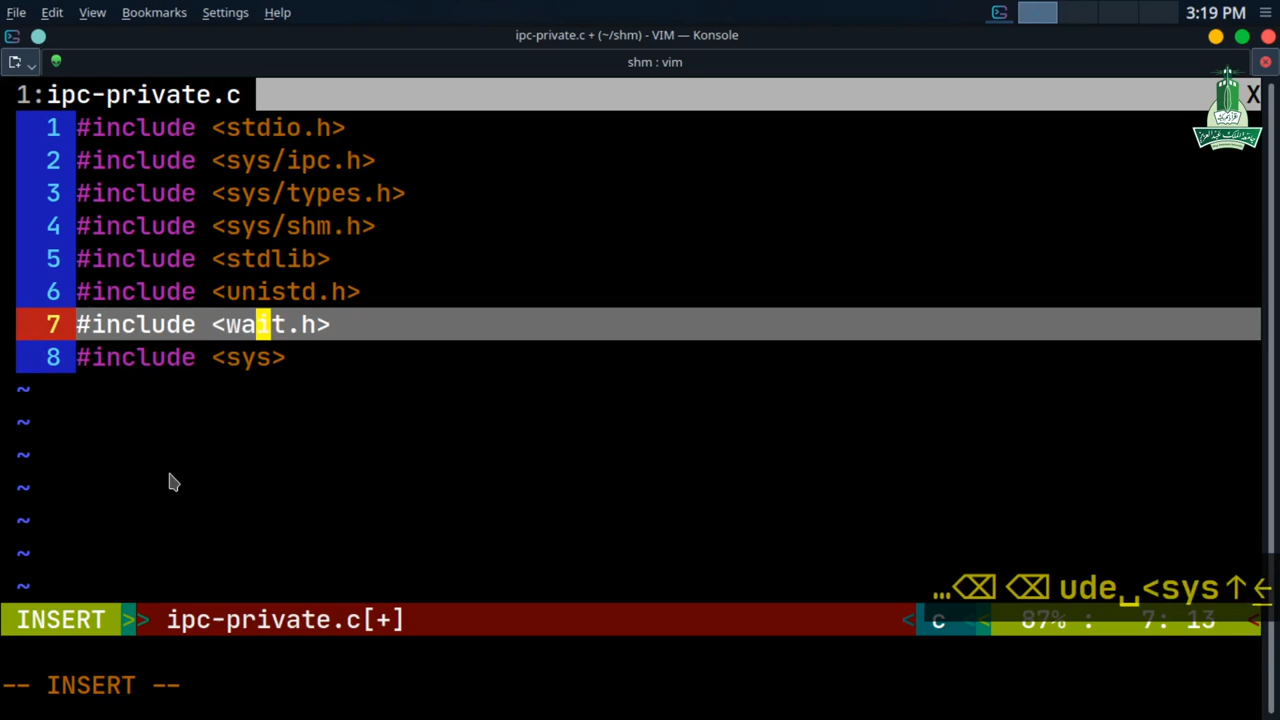 File Edit View Bookmarks Settings Help 3:19 PM
ipc-private.c + (~/shm) - VIM — Konsole
shm : vim
1:ipc-private.c X
1 #include <stdio.h>
2 #include <sys/ipc.h>
3 #include <sys/types.h>
4 #include <sys/shm.h>
5 #include <stdlib>
6 #include <unistd.h>
7 #include <wait.h>
8 #include <sys>
~
~
~
~
~
~
~
…⌫ ⌫ ude␣<sys↑←
INSERT >> ipc-private.c[+] < c < 87% : 7: 13 <
-- INSERT --